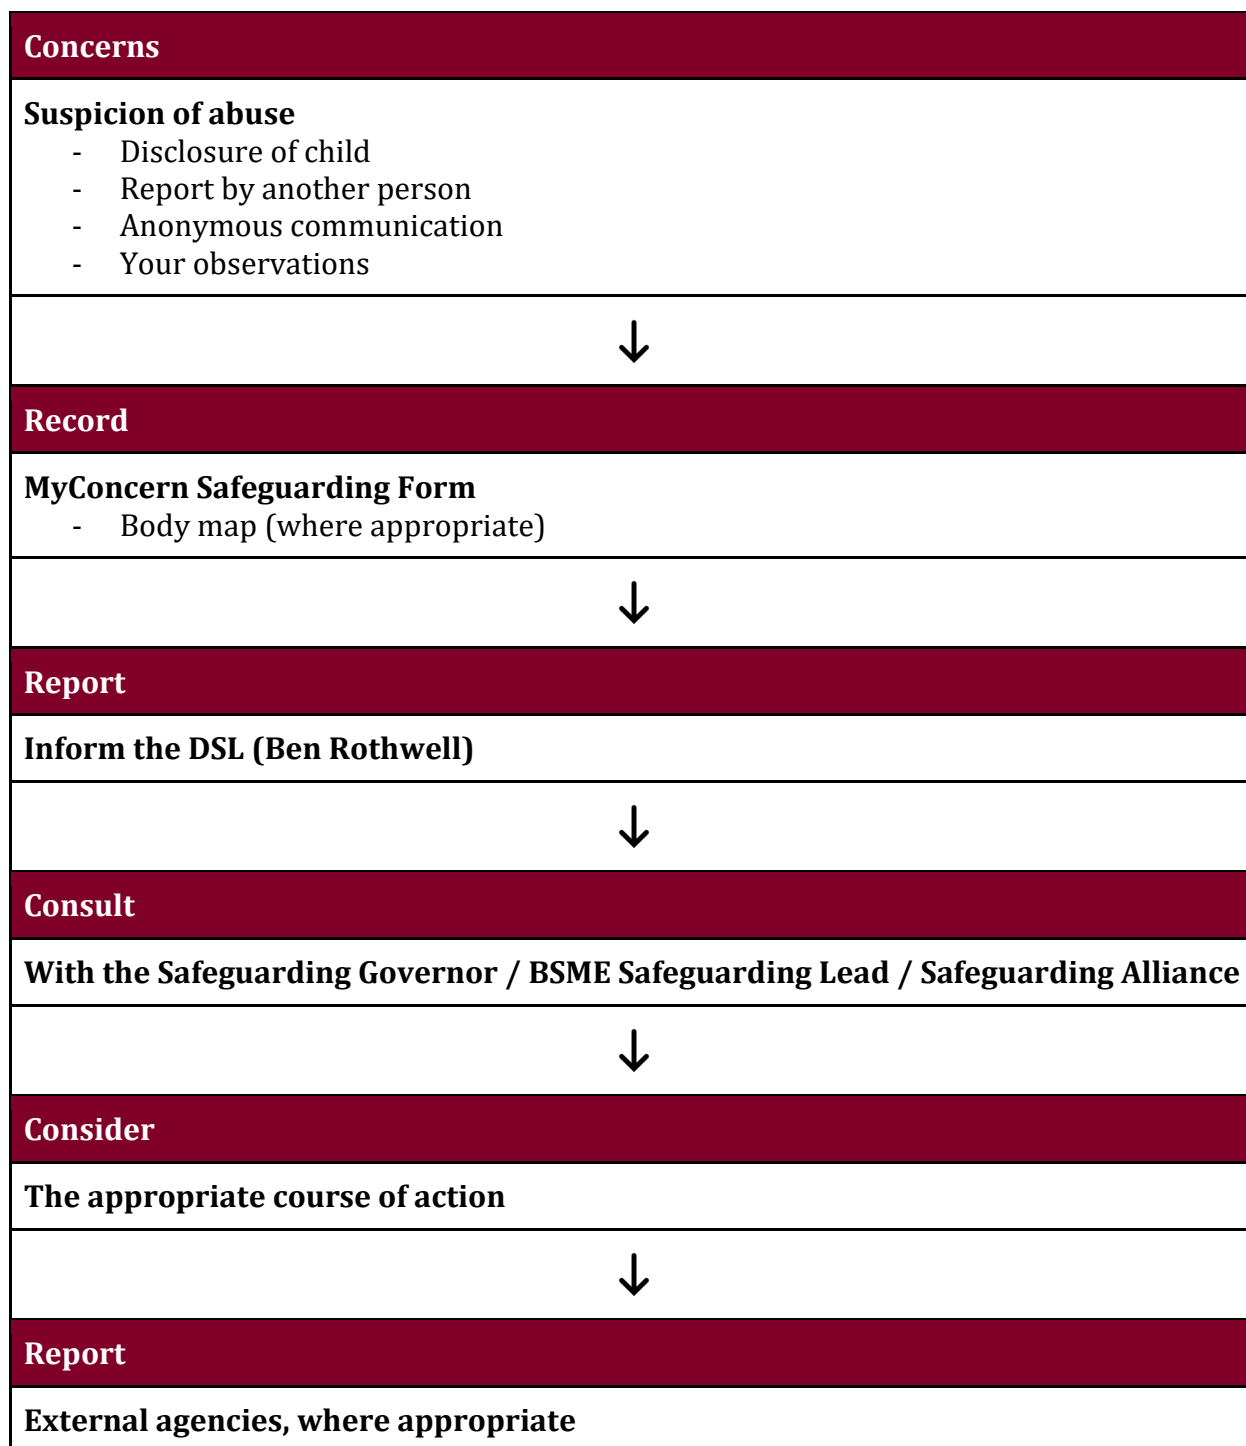 Concerns
Suspicion of abuse
- Disclosure of child
- Report by another person
- Anonymous communication
- Your observations
↓
Record
MyConcern Safeguarding Form
- Body map (where appropriate)
↓
Report
Inform the DSL (Ben Rothwell)
↓
Consult
With the Safeguarding Governor / BSME Safeguarding Lead / Safeguarding Alliance
↓
Consider
The appropriate course of action
↓
Report
External agencies, where appropriate